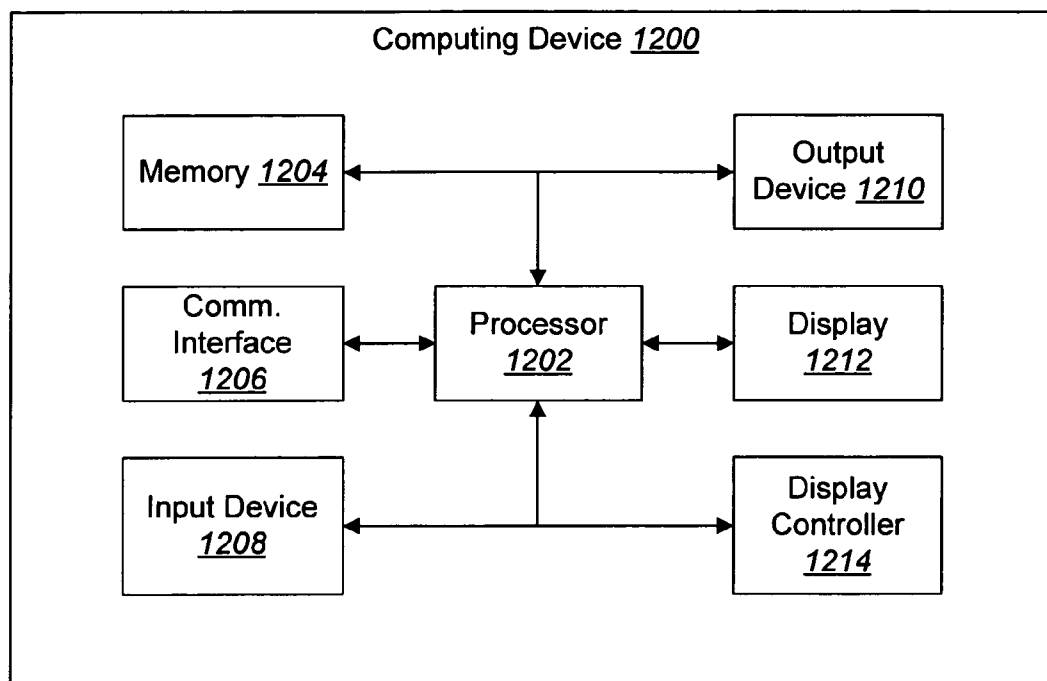 Computing Device 1200
Memory 1204
Output
Device 1210
Comm.
Interface
1206
Processor
1202
Display
1212
Input Device
1208
Display
Controller
1214